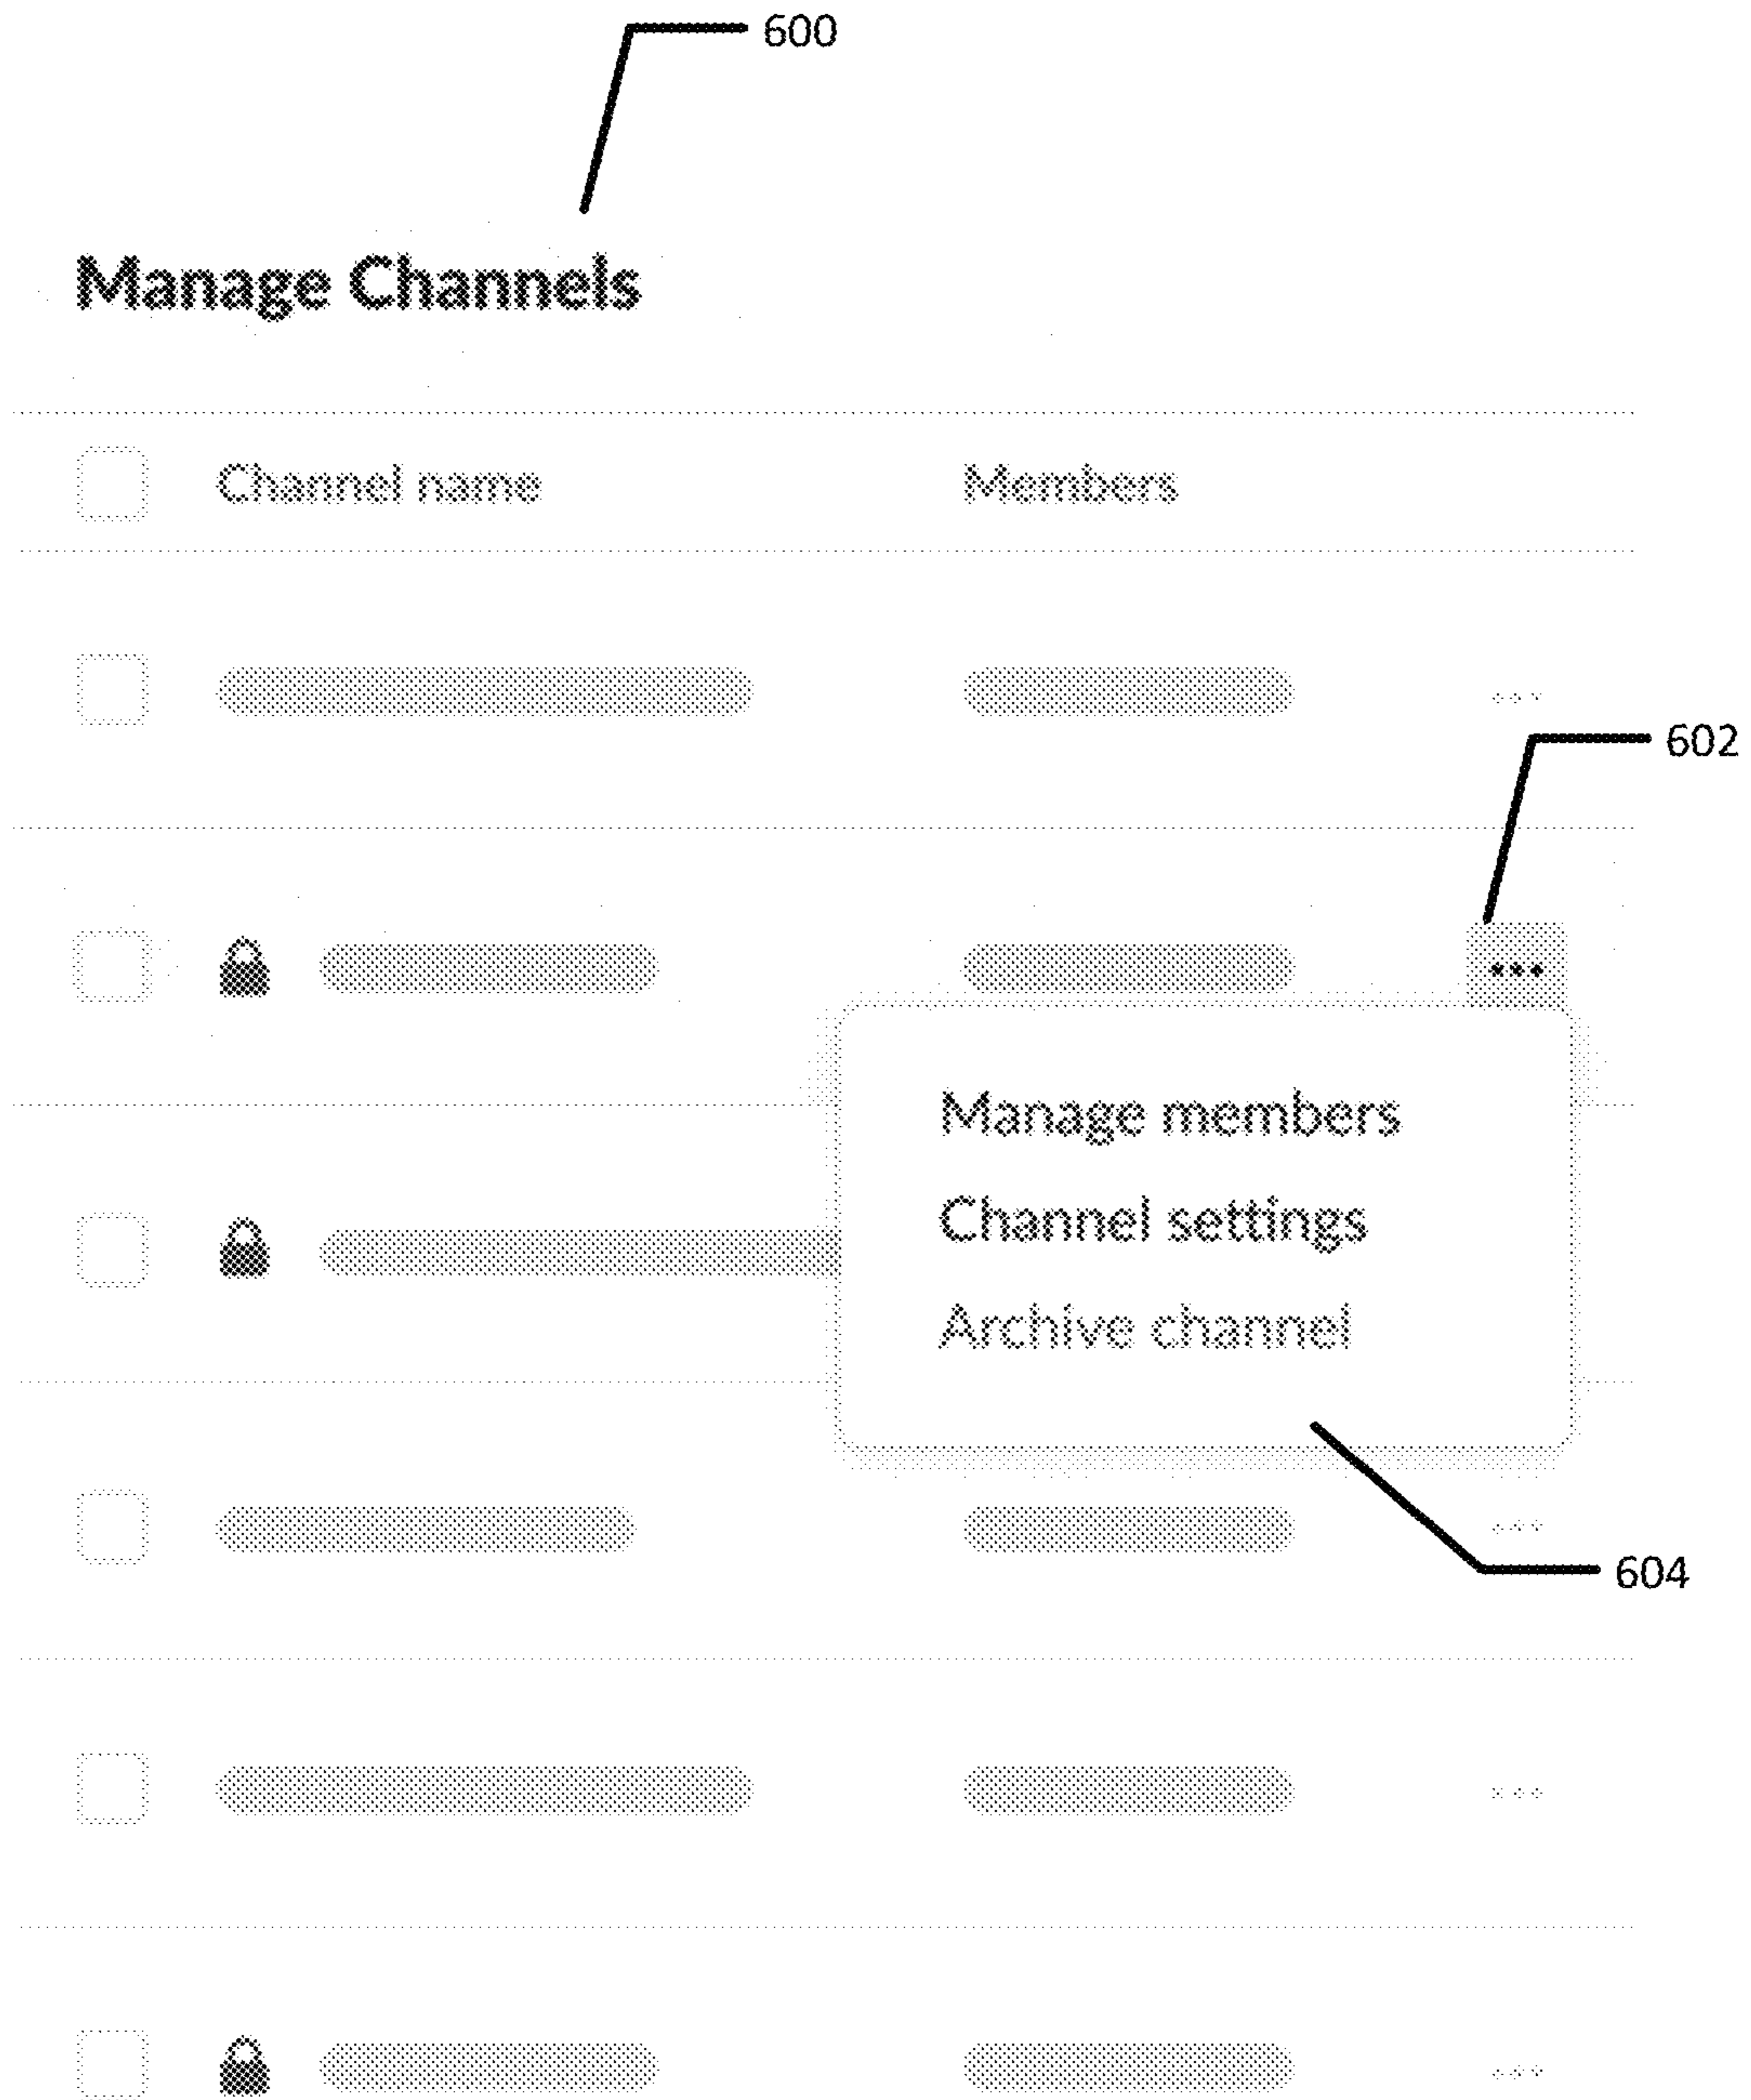 600
Manage Channels
Channel name Members
...
602
...
Manage members
Channel settings
Archive channel
...
604
...
...